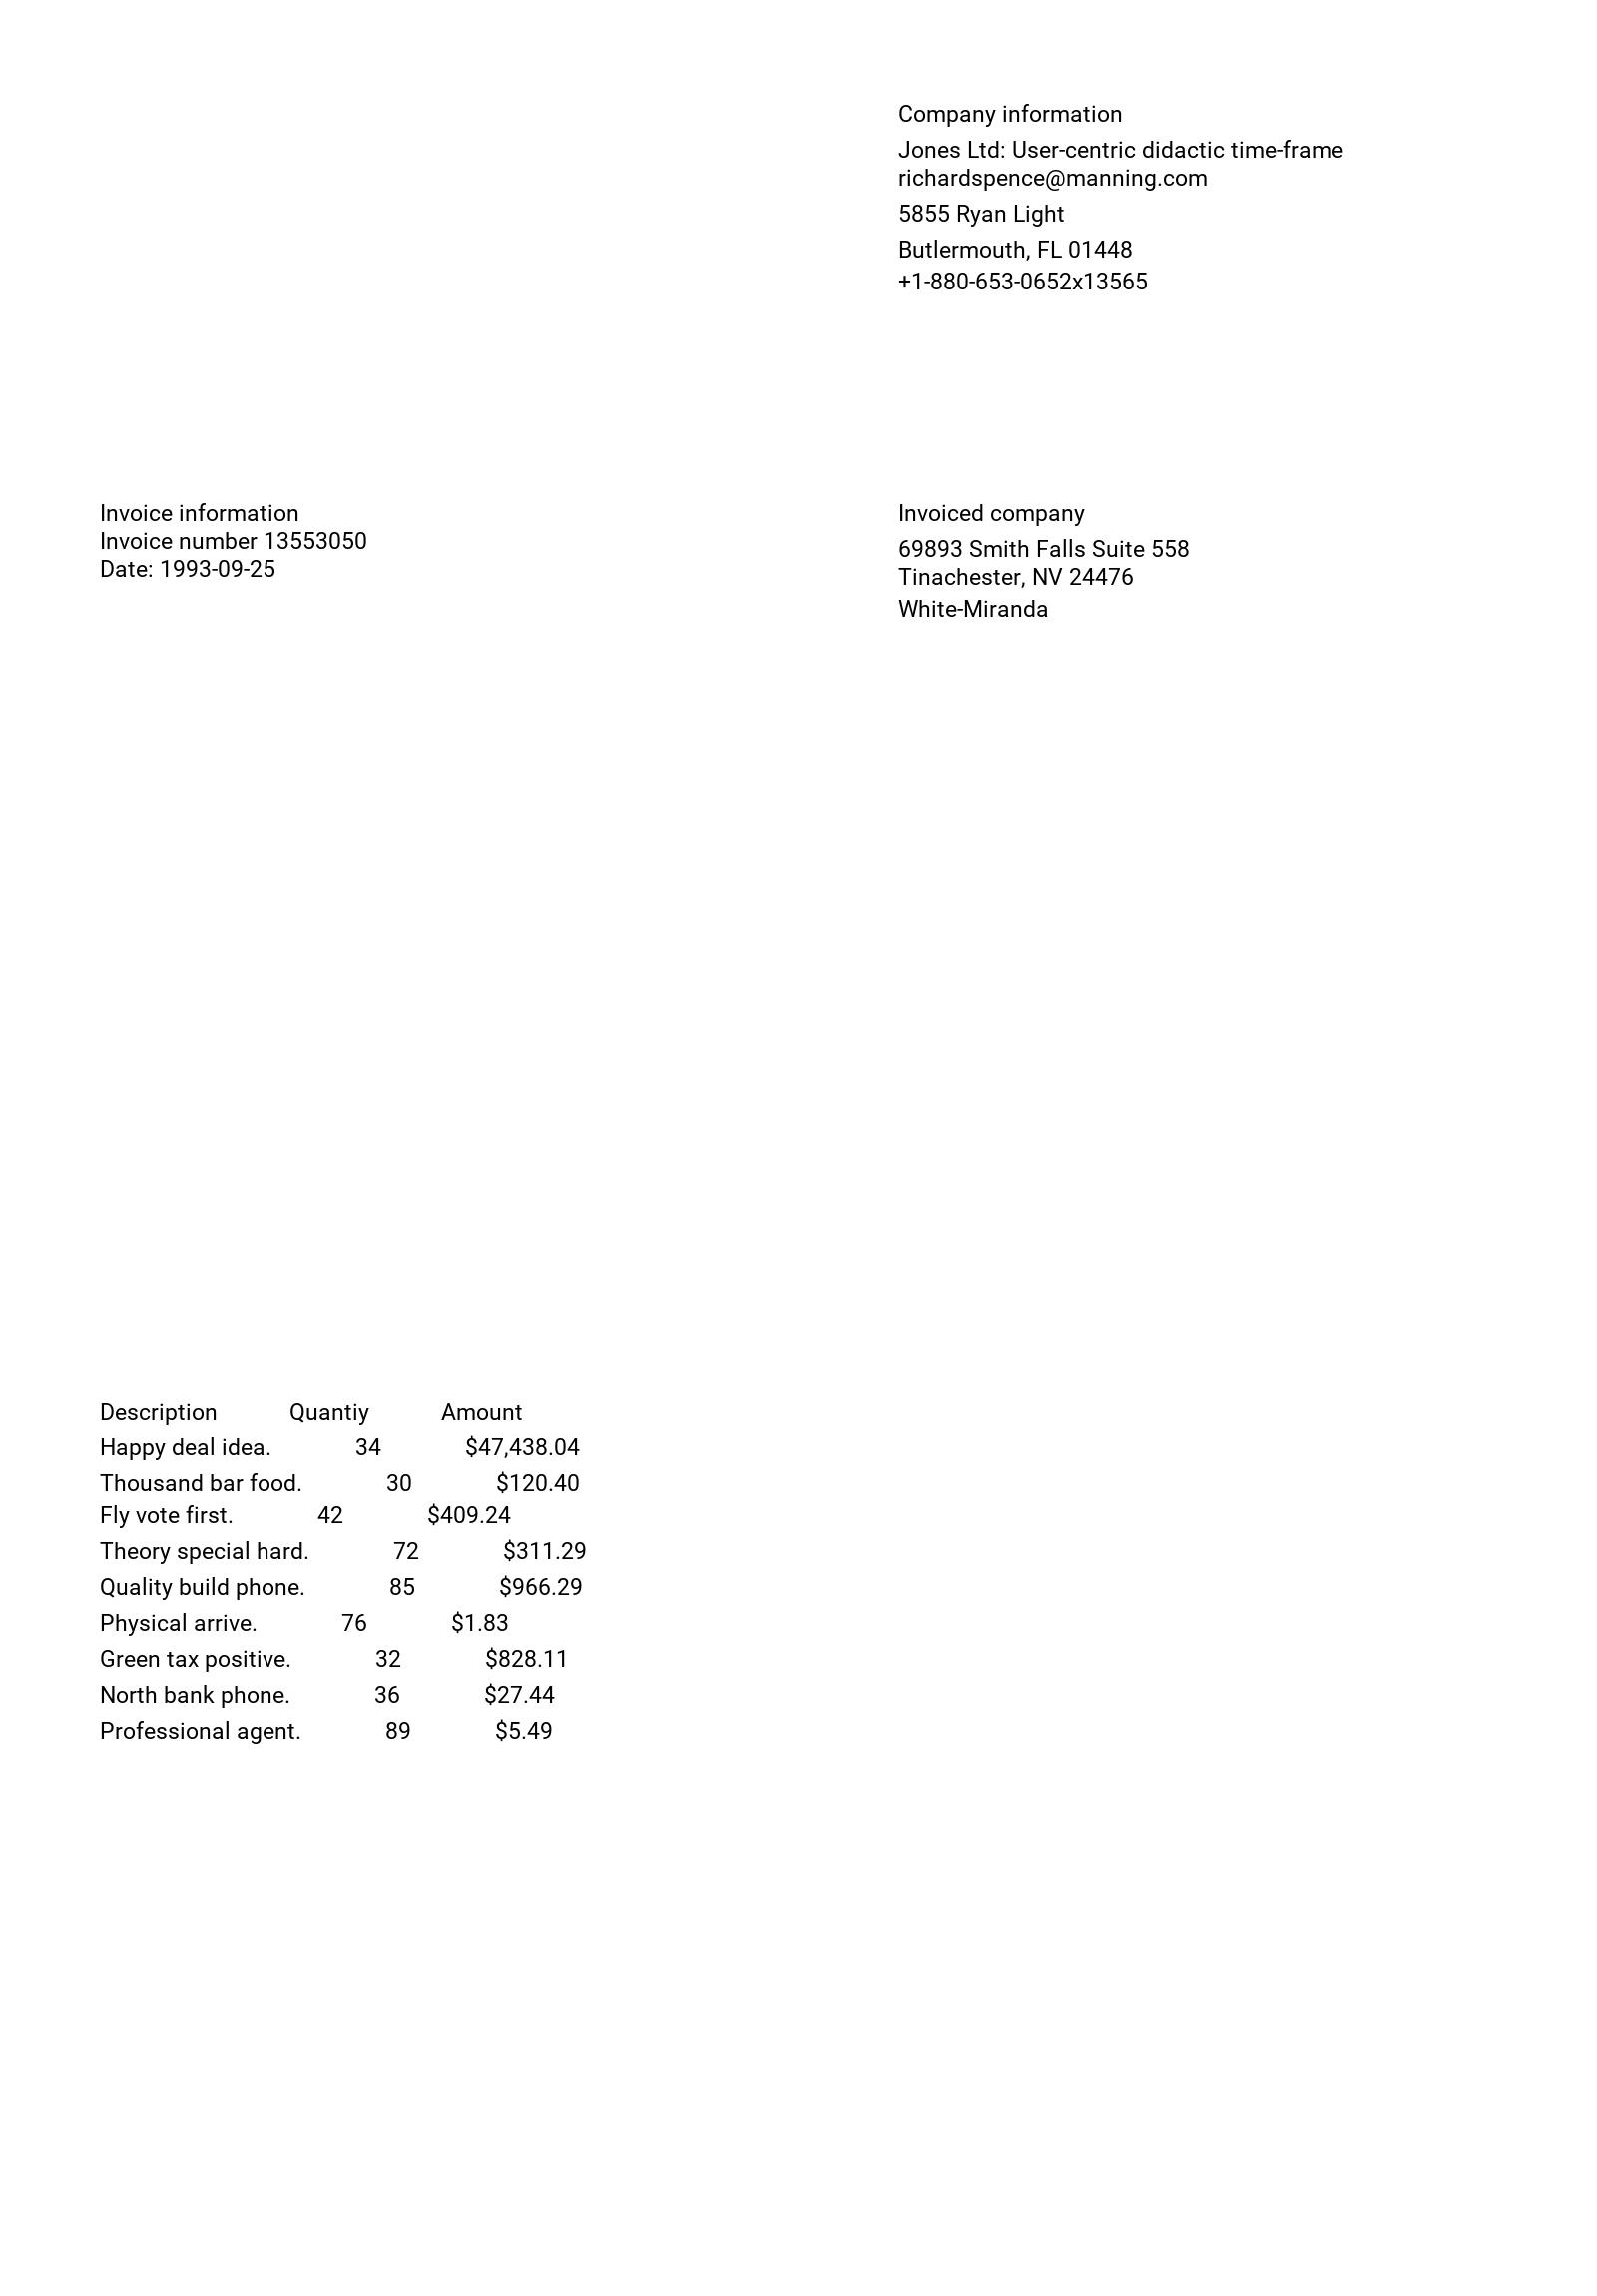 Company information
Jones Ltd: User-centric didactic time-frame
richardspence@manning.com
5855 Ryan Light
Butlermouth, FL 01448
+1-880-653-0652x13565
Invoice information
Invoice number 13553050
Date: 1993-09-25
Invoiced company
69893 Smith Falls Suite 558
Tinachester, NV 24476
White-Miranda
Description Quantiy Amount
Happy deal idea. 34 $47,438.04
Thousand bar food. 30 $120.40
Fly vote first. 42 $409.24
Theory special hard. 72 $311.29
Quality build phone. 85 $966.29
Physical arrive. 76 $1.83
Green tax positive. 32 $828.11
North bank phone. 36 $27.44
Professional agent. 89 $5.49